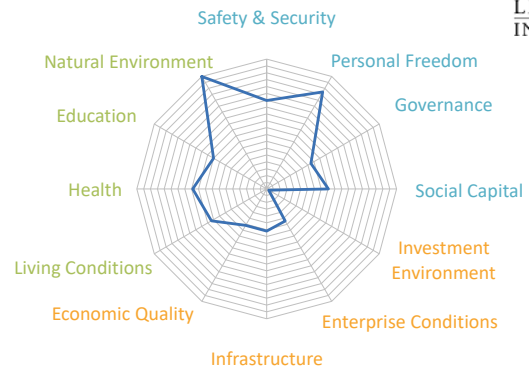 Safety & Security
Natural Environment
Personal Freedom
Education
Governance
Health
Social Capital
Investment
Environment
Living Conditions
Economic Quality
Enterprise Conditions
Infrastructure